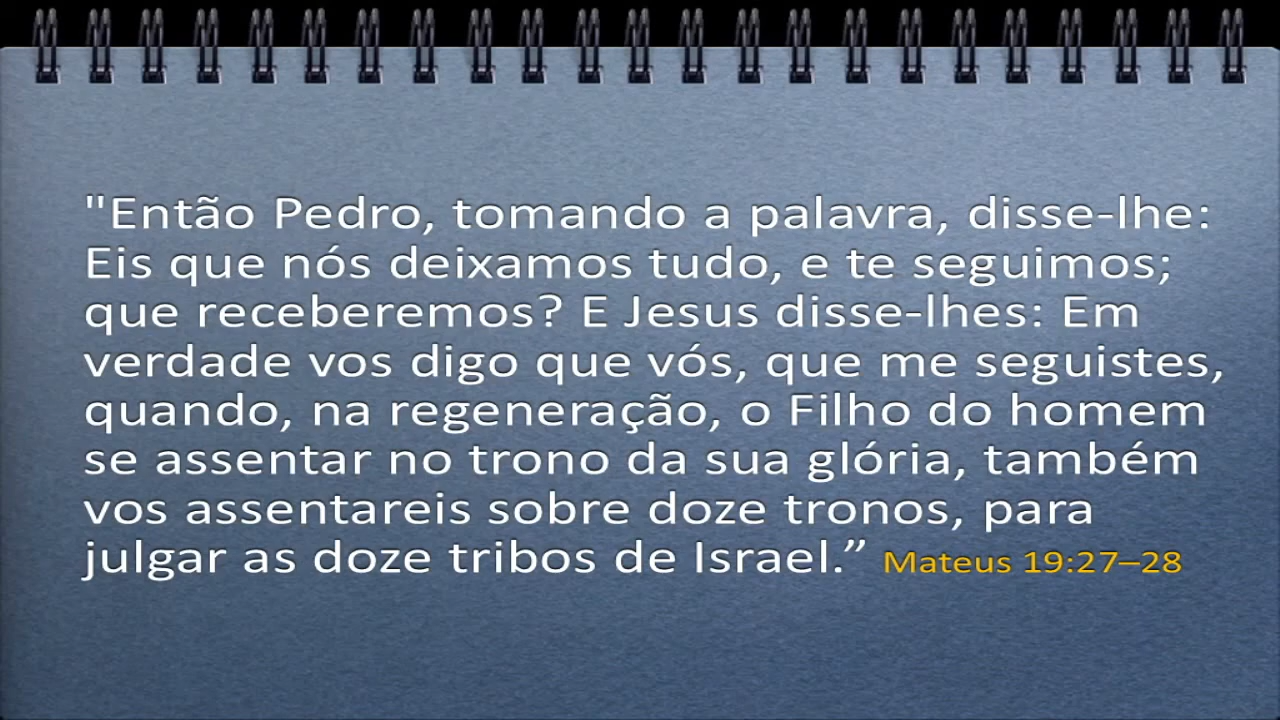 "Então Pedro, tomando a palavra, disse-lhe:
Eis que nós deixamos tudo, e te seguimos;
que receberemos? E Jesus disse-lhes: Em
verdade vos digo que vós, que me seguistes,
quando, na regeneração, o Filho do homem
se assentar no trono da sua glória, também
vos assentareis sobre doze tronos, para
julgar as doze tribos de Israel.” Mateus 19:27–28